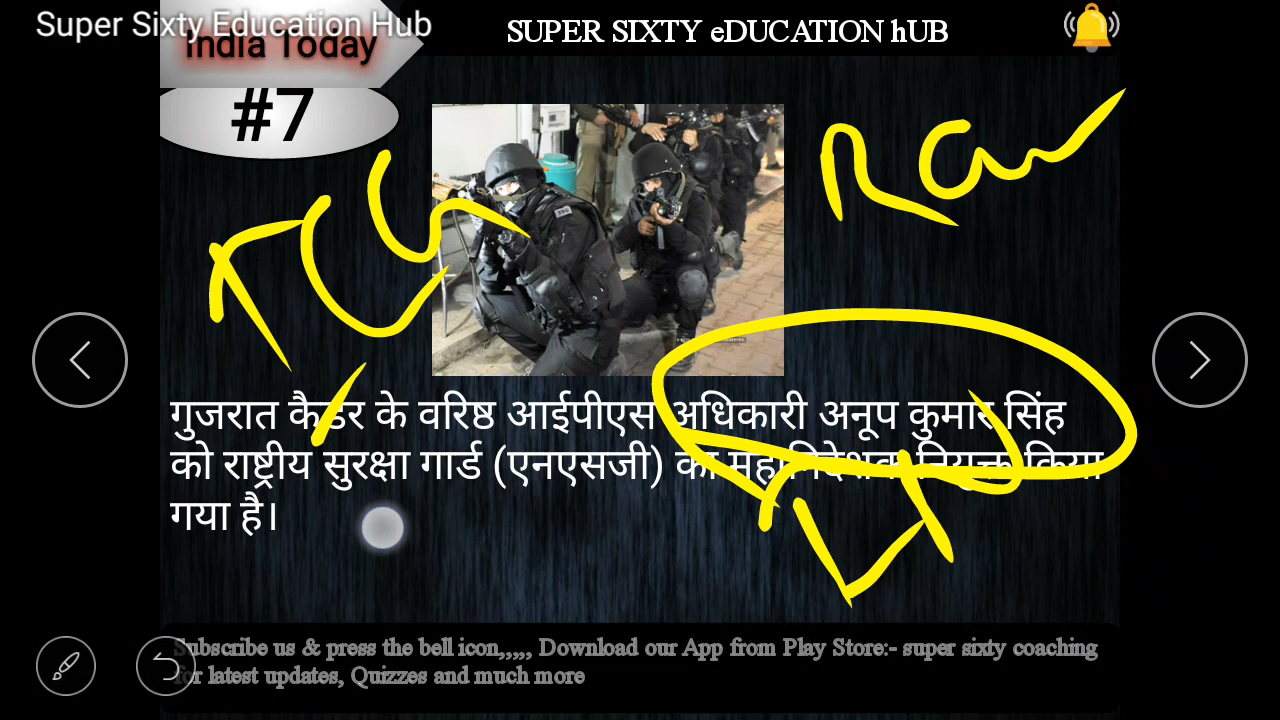 Super Sixty Education Hub
SUPER SIXTY eDUCATION hUB
India Today
#7
गुजरात कैडर के वरिष्ठ आईपीएस अधिकारी अनूप कुमार सिंह
को राष्ट्रीय सुरक्षा गार्ड (एनएसजी) का महानिदेशक नियुक्त किया
गया है।
Subscribe us & press the bell icon,,,,, Download our App from Play Store:- super sixty coaching
for latest updates, Quizzes and much more